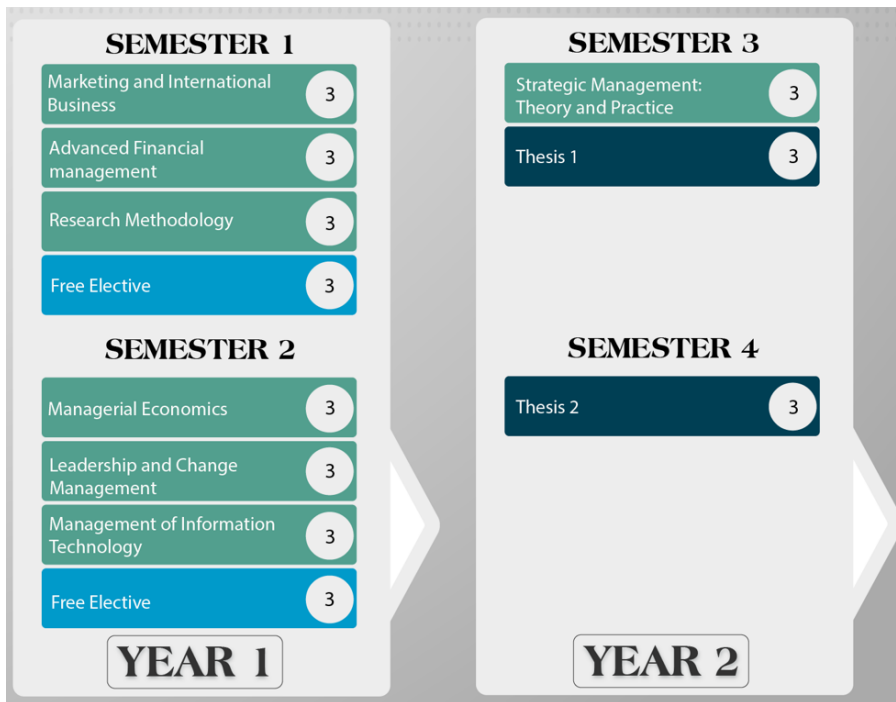 SEMESTER 1
Marketing and International
Business
3
Advanced Financial
management
3
Research Methodology
3
Free Elective
3
SEMESTER 2
Managerial Economics
3
Leadership and Change
Management
3
Management of Information
Technology
3
Free Elective
3
YEAR 1
SEMESTER 3
Strategic Management:
Theory and Practice
3
Thesis 1
3
SEMESTER 4
Thesis 2
3
YEAR 2